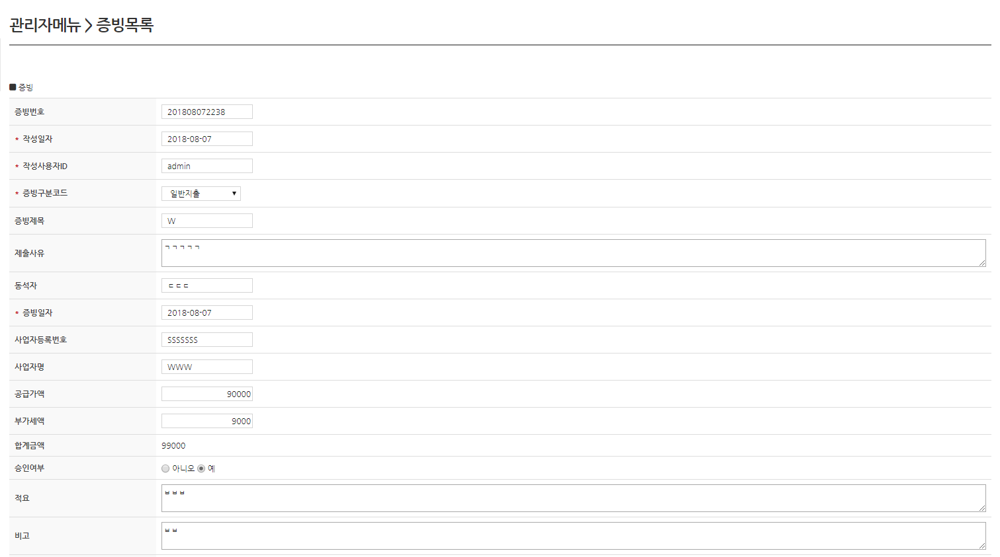 관리자메뉴 > 증빙목록
■ 증빙
증빙번호 201808072238
* 작성일자 2018-08-07
* 작성사용자ID admin
* 증빙구분코드 일반지출 ▼
증빙제목 W
제출사유 ㄱㄱㄱㄱㄱ
동석자 ㄷㄷㄷ
* 증빙일자 2018-08-07
사업자등록번호 SSSSSSS
사업자명 WWW
공급가액 90000
부가세액 9000
합계금액 99000
승인여부 아니오 예
적요 ㅂㅂㅂ
비고 ㅂㅂ